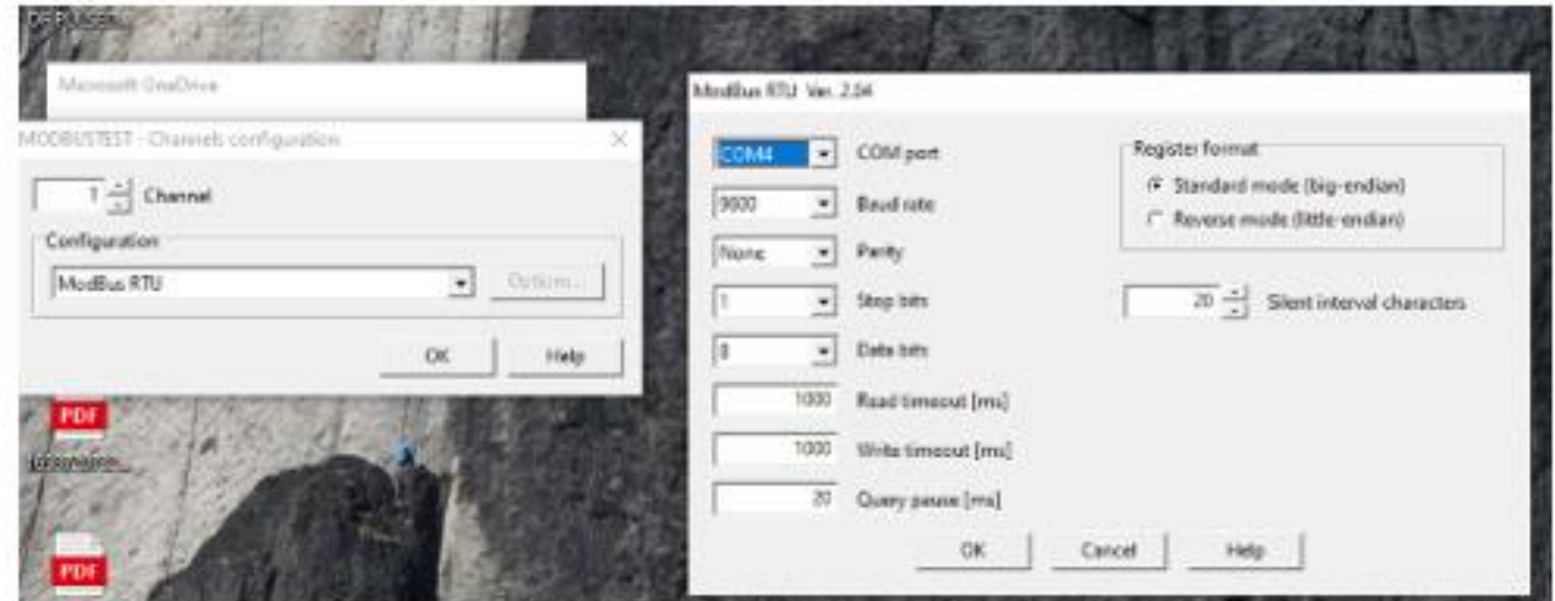 Microsoft OneDrive
MODBUSTEST - Channels configuration
1 Channel
Configuration
ModBus RTU
Options...
OK
Help
PDF
PDF
ModBus RTU Ver. 2.04
COM4 COM port
9600 Baud rate
None Parity
1 Stop bits
8 Data bits
1000 Read timeout [ms]
1000 Write timeout [ms]
20 Query pause [ms]
Register format
Standard mode (big-endian)
Reverse mode (little-endian)
20 Silent interval characters
OK
Cancel
Help